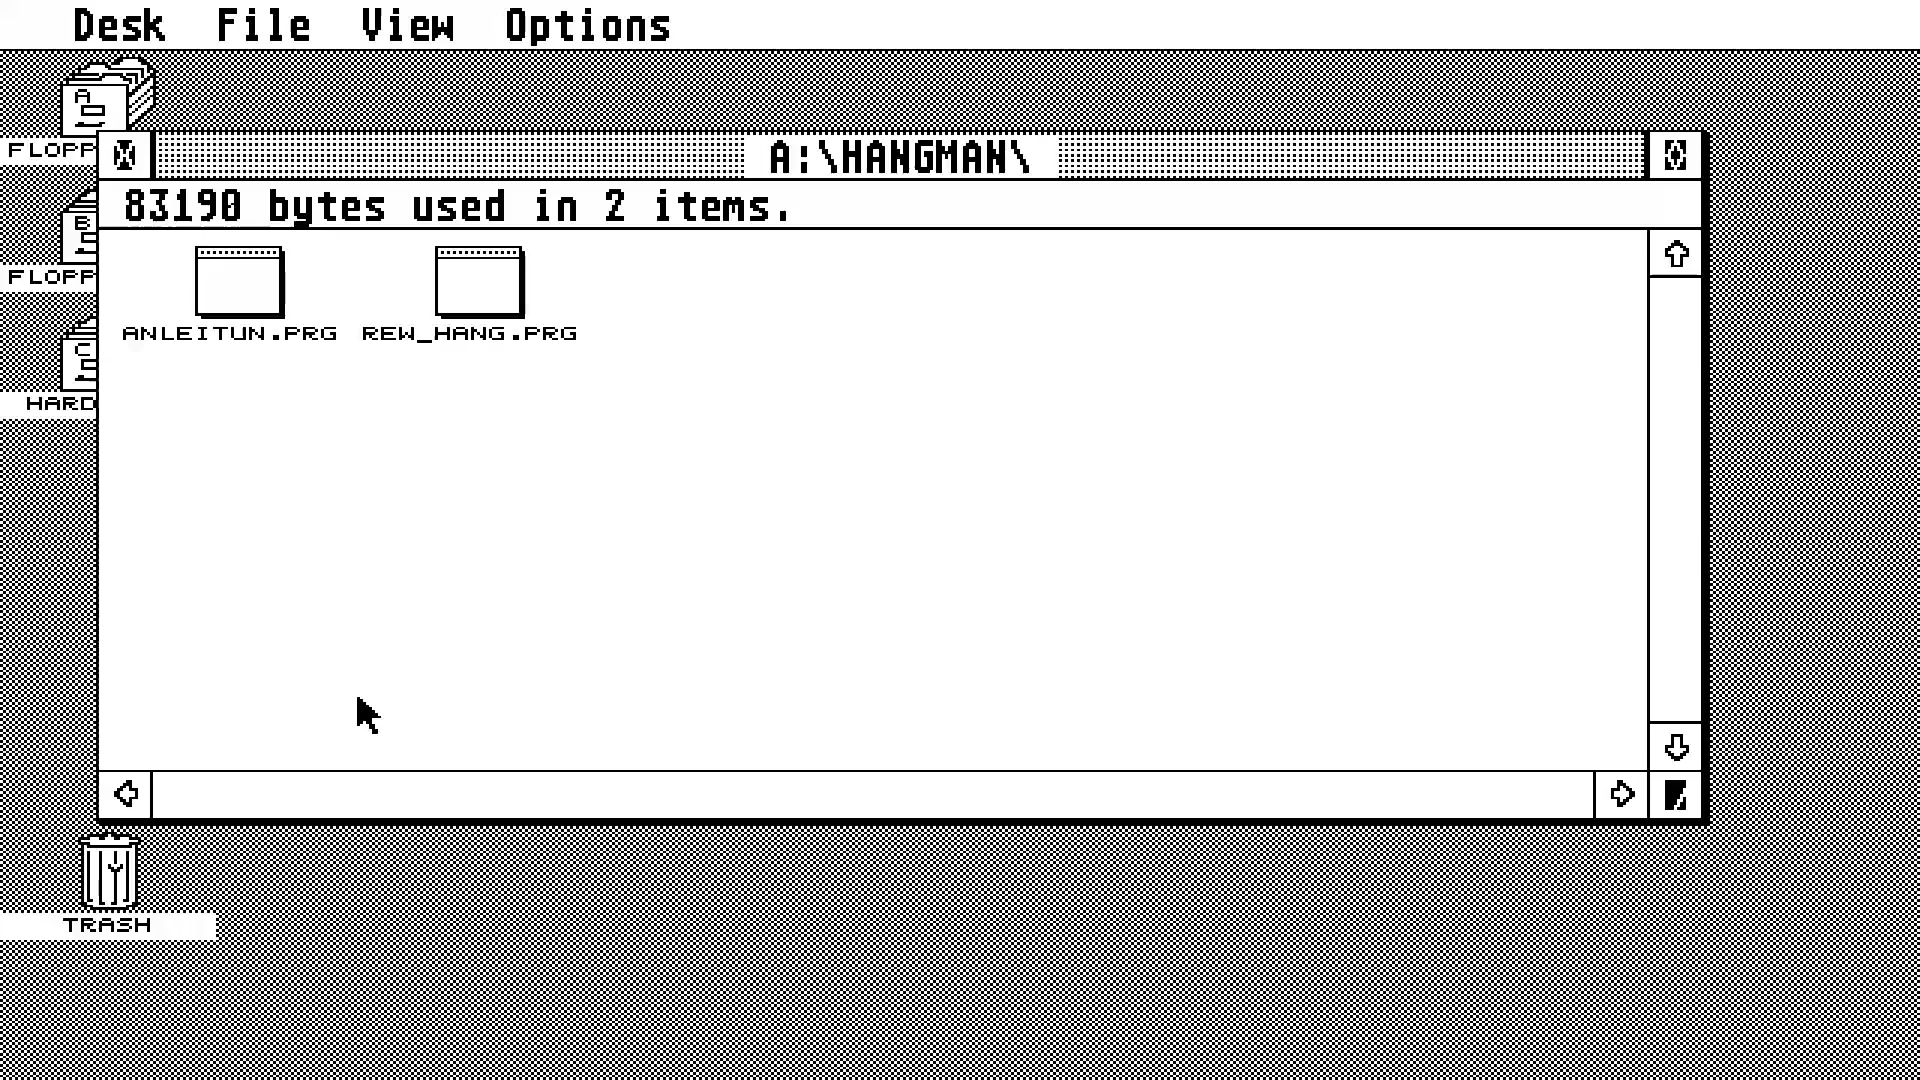 Desk File View Options
A
FLOPP
A:\HANGMAN\
83190 bytes used in 2 items.
B
FLOPP
ANLEITUN.PRG REW_HANG.PRG
C
HARD
TRASH